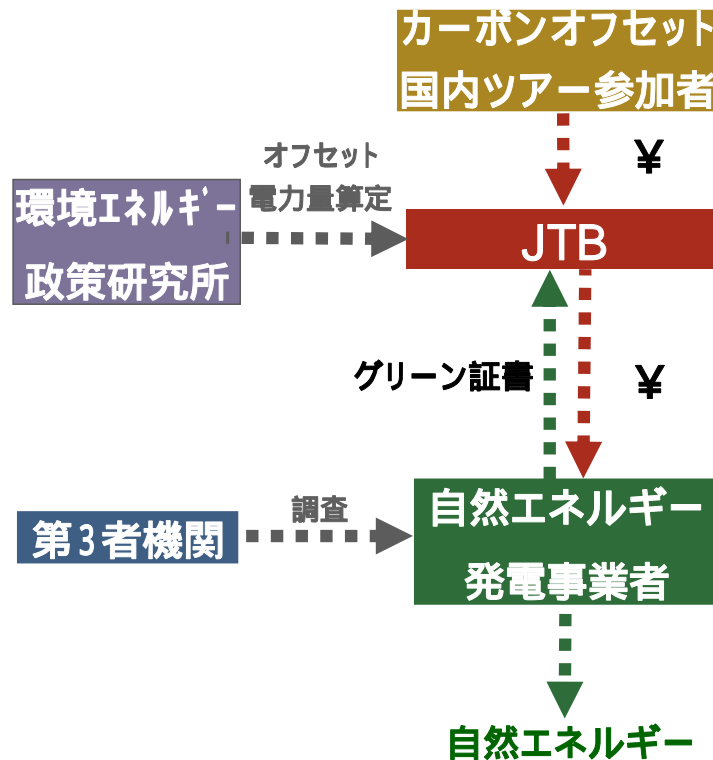 カーボンオフセット
国内ツアー参加者
¥
オフセット
電力量算定
環境エネルギー
政策研究所
JTB
グリーン証書
¥
調査
第3者機関
自然エネルギー
発電事業者
自然エネルギー